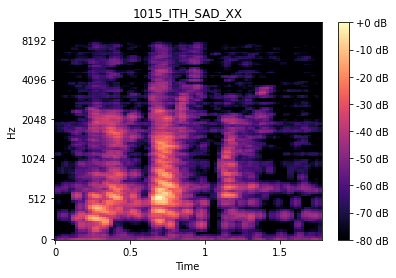 1015_ITH_SAD_XX
Hz
8192
4096
2048
1024
512
0
0
0.5
1
1.5
Time
+0 dB
-10 dB
-20 dB
-30 dB
-40 dB
-50 dB
-60 dB
-70 dB
-80 dB